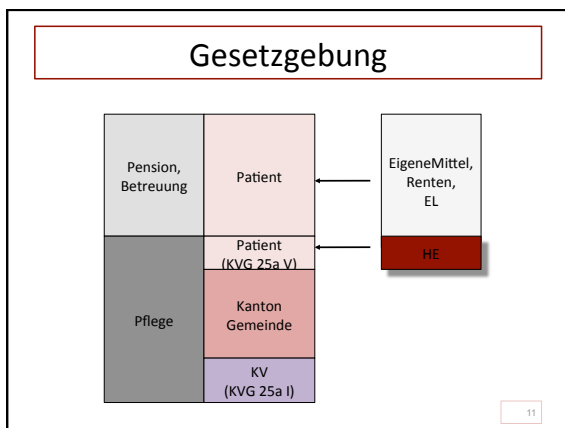 Gesetzgebung
Pension,
Betreuung
Patient
EigeneMittel,
Renten,
EL
Patient
(KVG 25a V)
HE
Pflege
Kanton
Gemeinde
KV
(KVG 25a I)
11